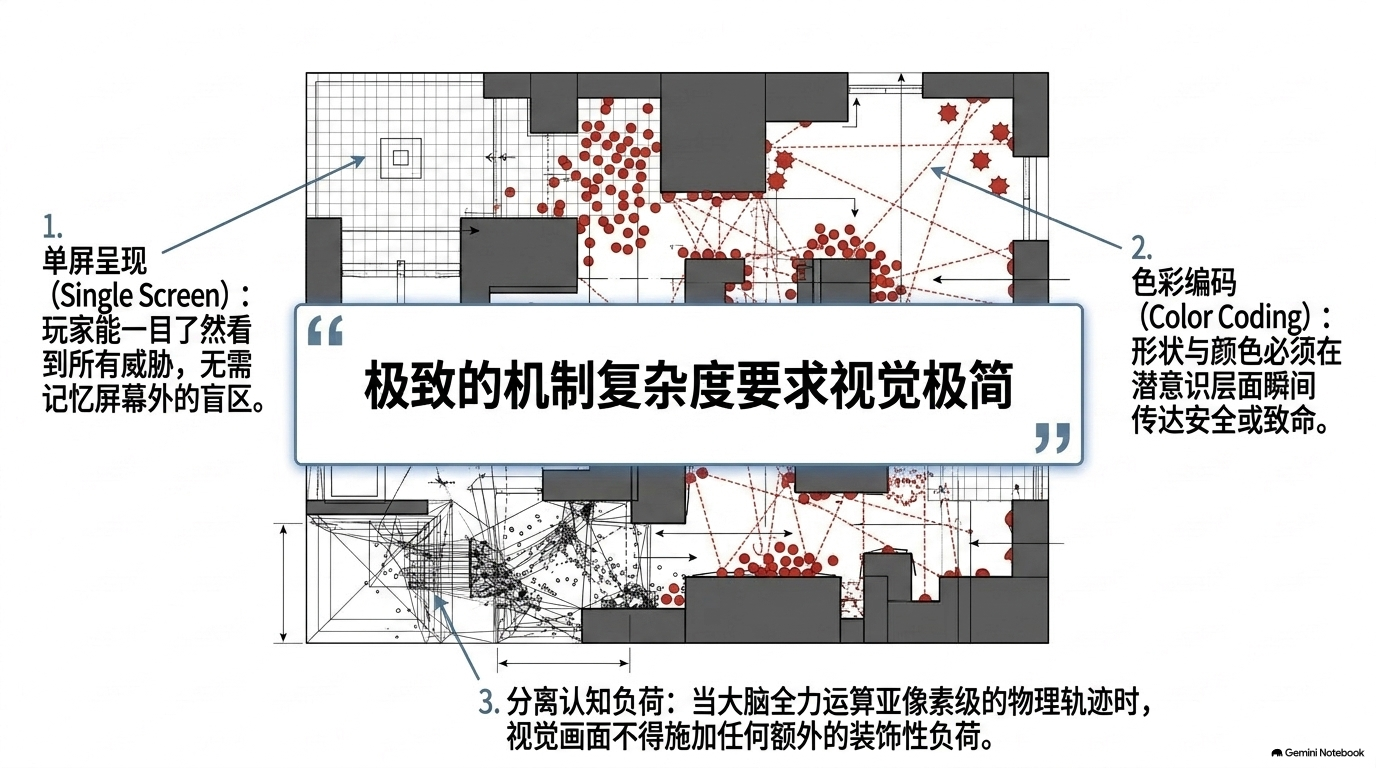 1.
单屏呈现
（Single Screen）：
玩家能一目了然看
到所有威胁，无需
记忆屏幕外的盲区。
“
极致的机制复杂度要求视觉极简
”
2.
色彩编码
（Color Coding）：
形状与颜色必须在
潜意识层面瞬间
传达安全或致命。
3. 分离认知负荷：当大脑全力运算亚像素级的物理轨迹时，
视觉画面不得施加任何额外的装饰性负荷。
Gemini Notebook